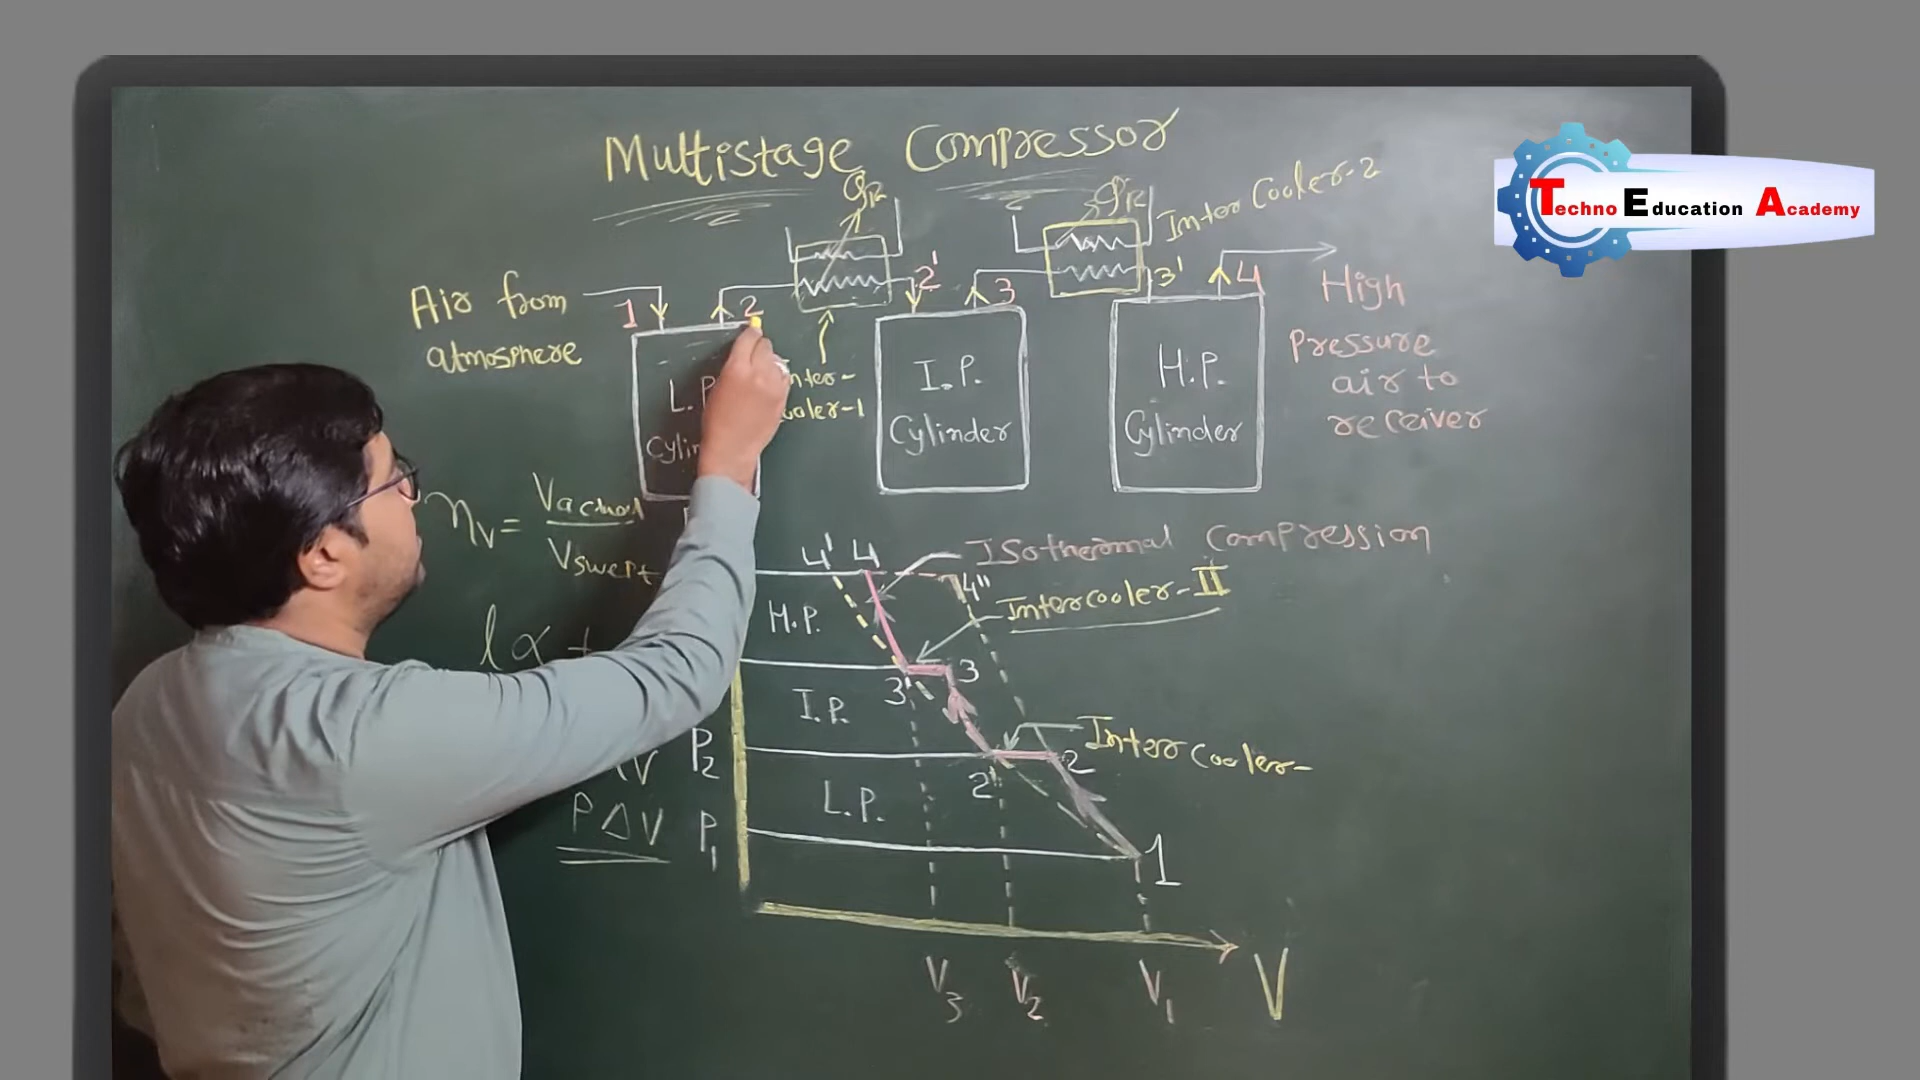 Multistage Compressor
Techno Education Academy
QR
QR
Inter Cooler-2
Air from
atmosphere
1
2
2'
3
3'
4
High
Pressure
air to
receiver
L.P
Cylin
Inter-
cooler-1
I.P.
Cylinder
H.P.
Cylinder
ηv = Vactual
Vswept
4'
4
4"
Isothermal Compression
Intercooler-II
H.P.
l α
3'
3
I.P.
P2
2'
2
Inter Cooler-
L.P.
PΔV
P1
1
V3
V2
V1
V